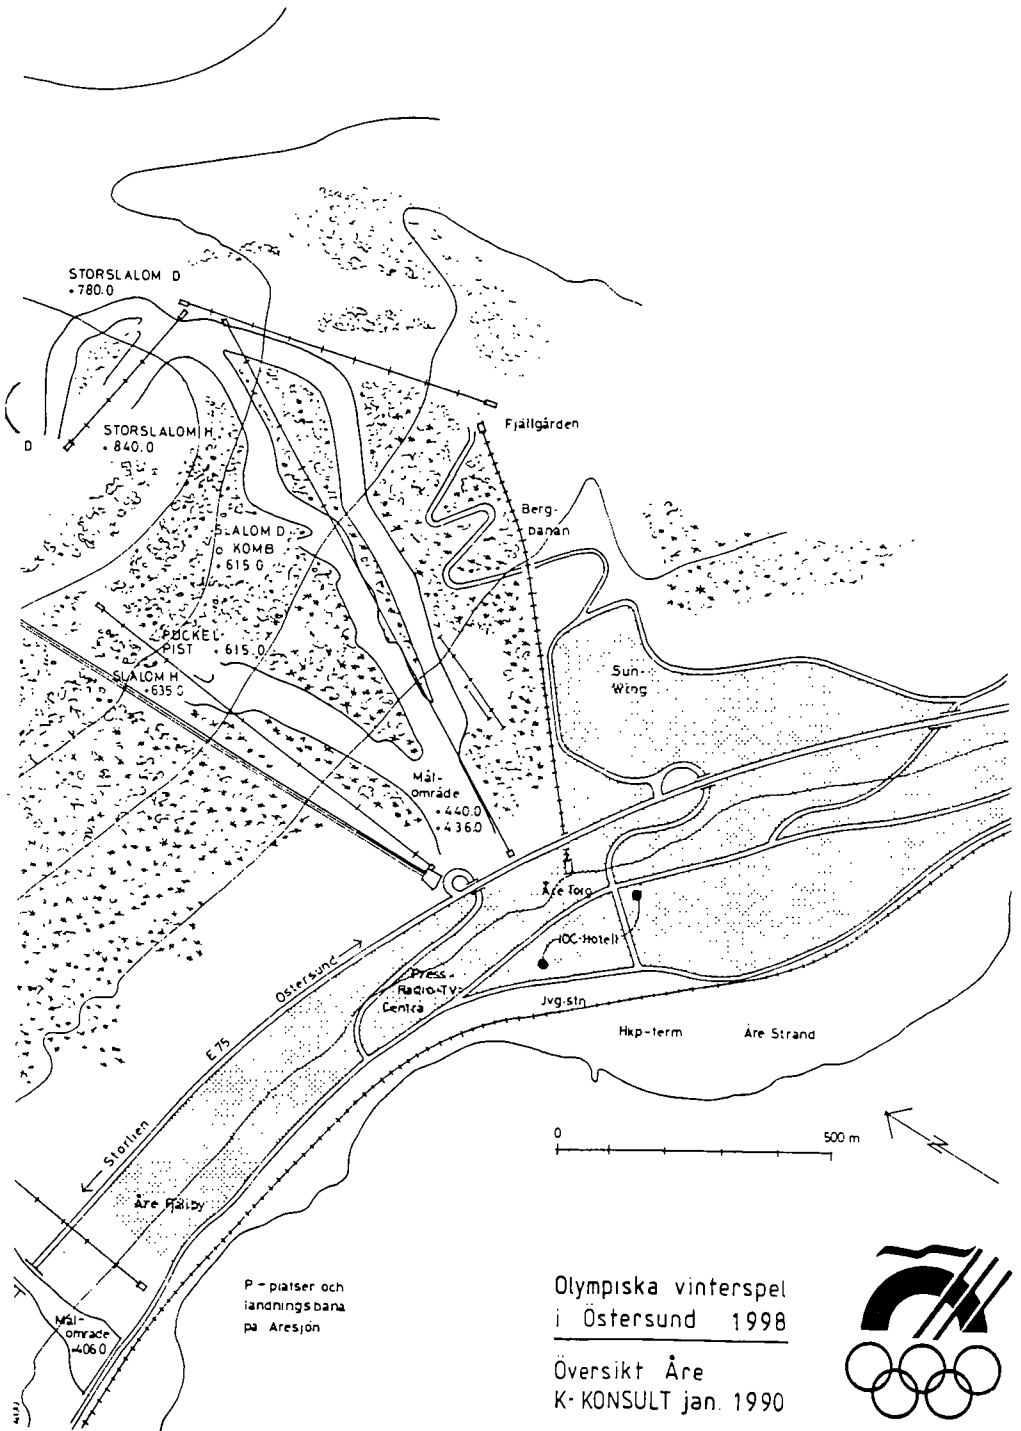 STORSLALOM D
+780.0
Fjällgården
STORSLALOM H
+840.0
D
Berg-
banan
SLALOM D
o KOMB
+615.0
PUCKEL-
PIST +615.0
SLALOM H
+635.0
Sun-
Wing
Mål-
område
+440.0
+436.0
Åre Torg
IOC-Hotell
Östersund
Press-
Radio-TV-
Centra
Jvg-stn
Hkp-term
Åre Strand
E 75
0
500 m
Storlien
N
Åre Fjällby
P-platser och
landningsbana
på Åresjön
Mål-
område
+406.0
Olympiska vinterspel
i Östersund 1998
Översikt Åre
K-KONSULT jan. 1990